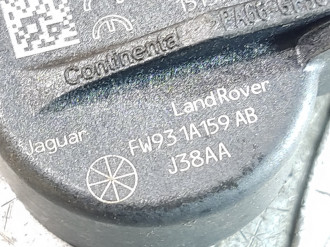 Continental
Jaguar LandRover
FW93 1A159 AB
J38AA